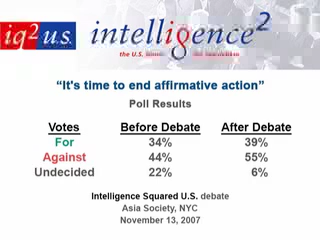 iq2us.
intelligence2
the U.S.
“It's time to end affirmative action”
Poll Results
Votes Before Debate After Debate
For 34% 39%
Against 44% 55%
Undecided 22% 6%
Intelligence Squared U.S. debate
Asia Society, NYC
November 13, 2007